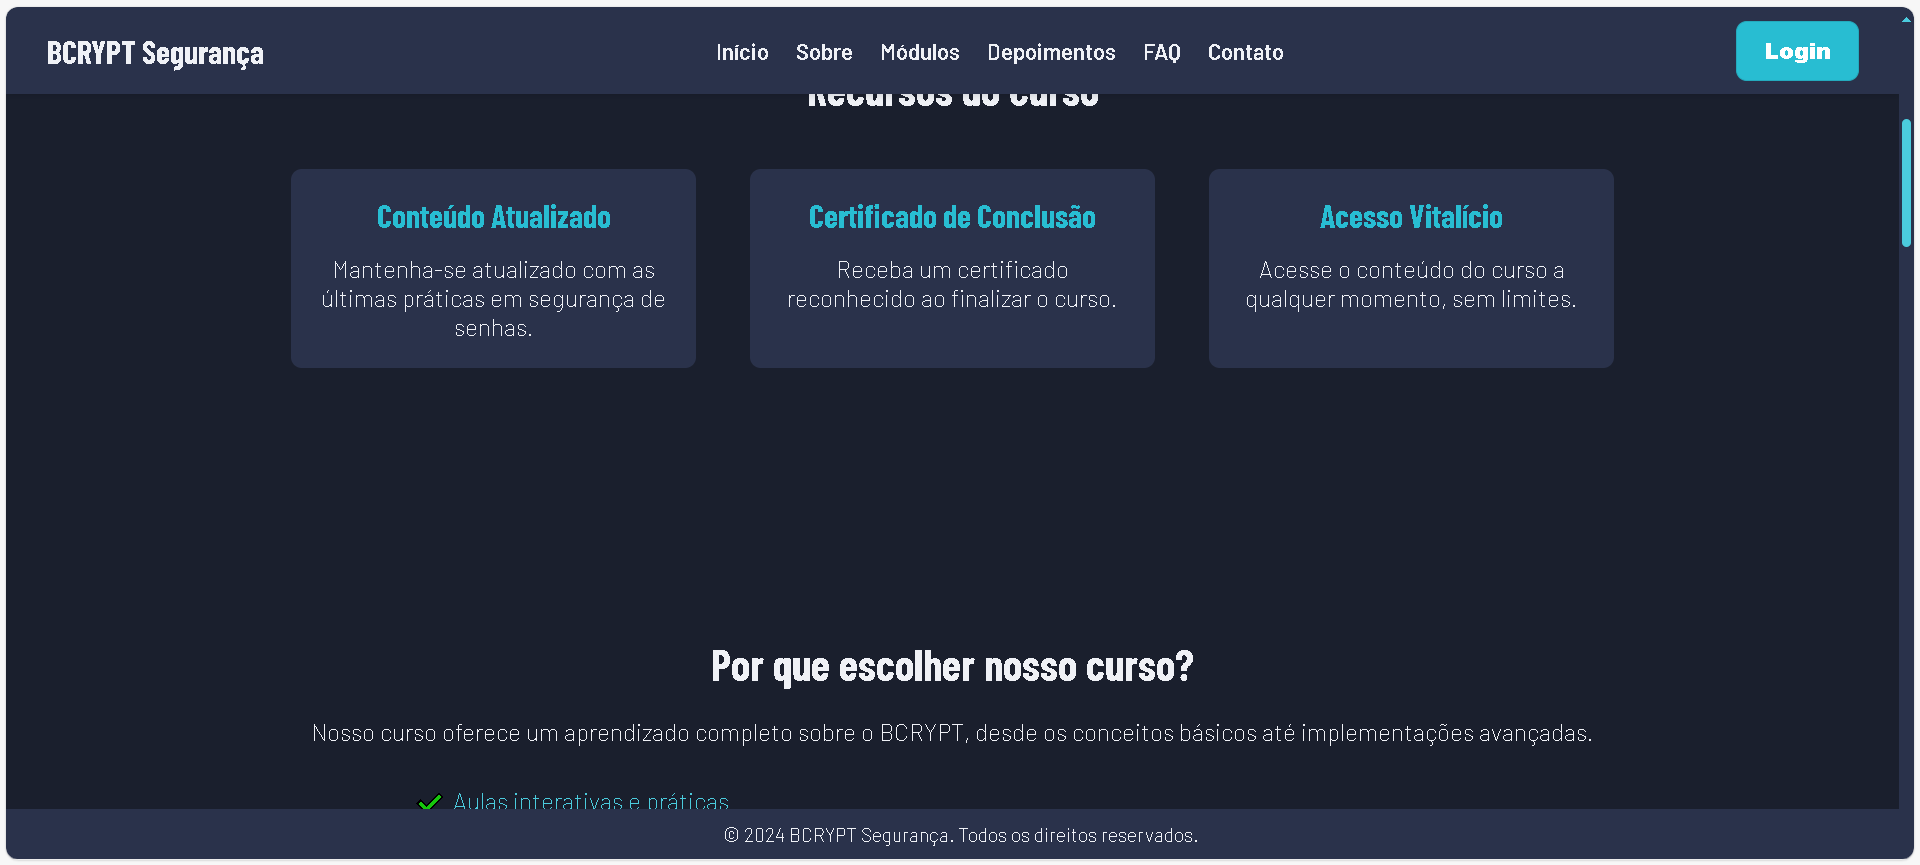 BCRYPT Segurança
Início Sobre Módulos Depoimentos FAQ Contato
Login
Recursos do curso
Conteúdo Atualizado
Mantenha-se atualizado com as
últimas práticas em segurança de
senhas.
Certificado de Conclusão
Receba um certificado
reconhecido ao finalizar o curso.
Acesso Vitalício
Acesse o conteúdo do curso a
qualquer momento, sem limites.
Por que escolher nosso curso?
Nosso curso oferece um aprendizado completo sobre o BCRYPT, desde os conceitos básicos até implementações avançadas.
Aulas interativas e práticas
© 2024 BCRYPT Segurança. Todos os direitos reservados.